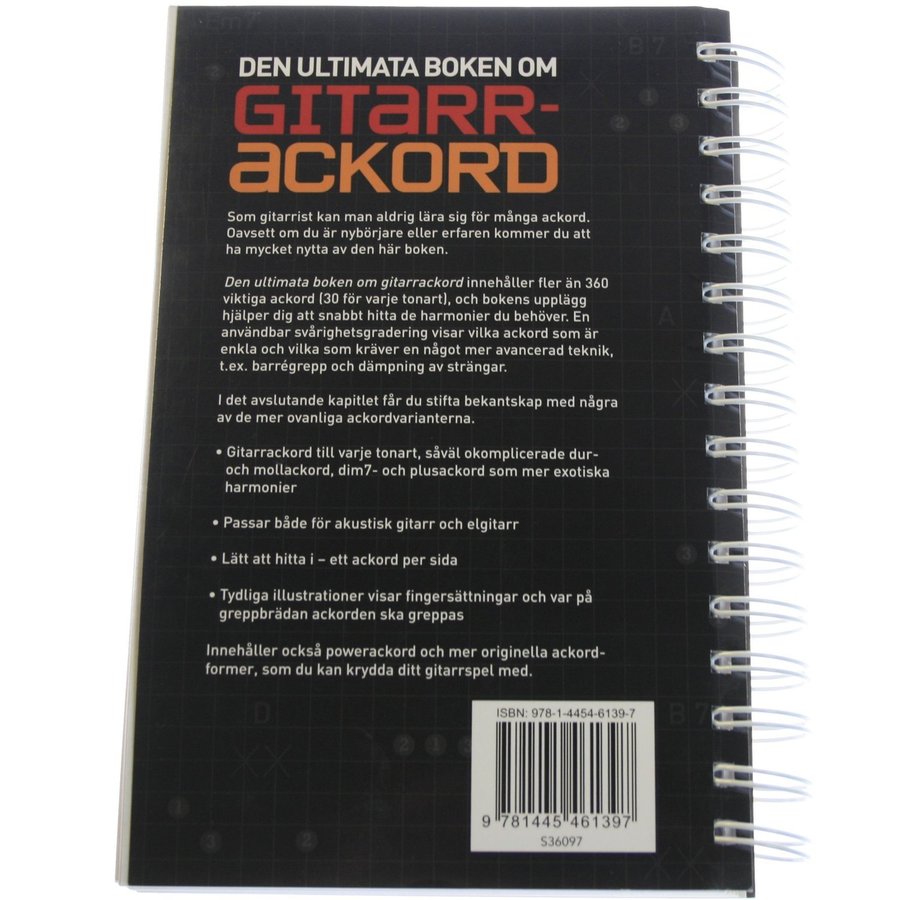 Em7
B7
DEN ULTIMATA BOKEN OM
GITARR-
ACKORD
Som gitarrist kan man aldrig lära sig för många ackord.
Oavsett om du är nybörjare eller erfaren kommer du att
ha mycket nytta av den här boken.
Den ultimata boken om gitarrackord innehåller fler än 360
viktiga ackord (30 för varje tonart), och bokens upplägg
hjälper dig att snabbt hitta de harmonier du behöver. En
användbar svårighetsgradering visar vilka ackord som är
enkla och vilka som kräver en något mer avancerad teknik,
t.ex. barrégrepp och dämpning av strängar.
I det avslutande kapitlet får du stifta bekantskap med några
av de mer ovanliga ackordvarianterna.
• Gitarrackord till varje tonart, såväl okomplicerade dur-
och mollackord, dim7- och plusackord som mer exotiska
harmonier
• Passar både för akustisk gitarr och elgitarr
• Lätt att hitta i – ett ackord per sida
• Tydliga illustrationer visar fingersättningar och var på
greppbrädan ackorden ska greppas
Innehåller också powerackord och mer originella ackord-
former, som du kan krydda ditt gitarrspel med.
A
D
B7
2 1 3
ISBN: 978-1-4454-6139-7
9 781445 461397
S36097